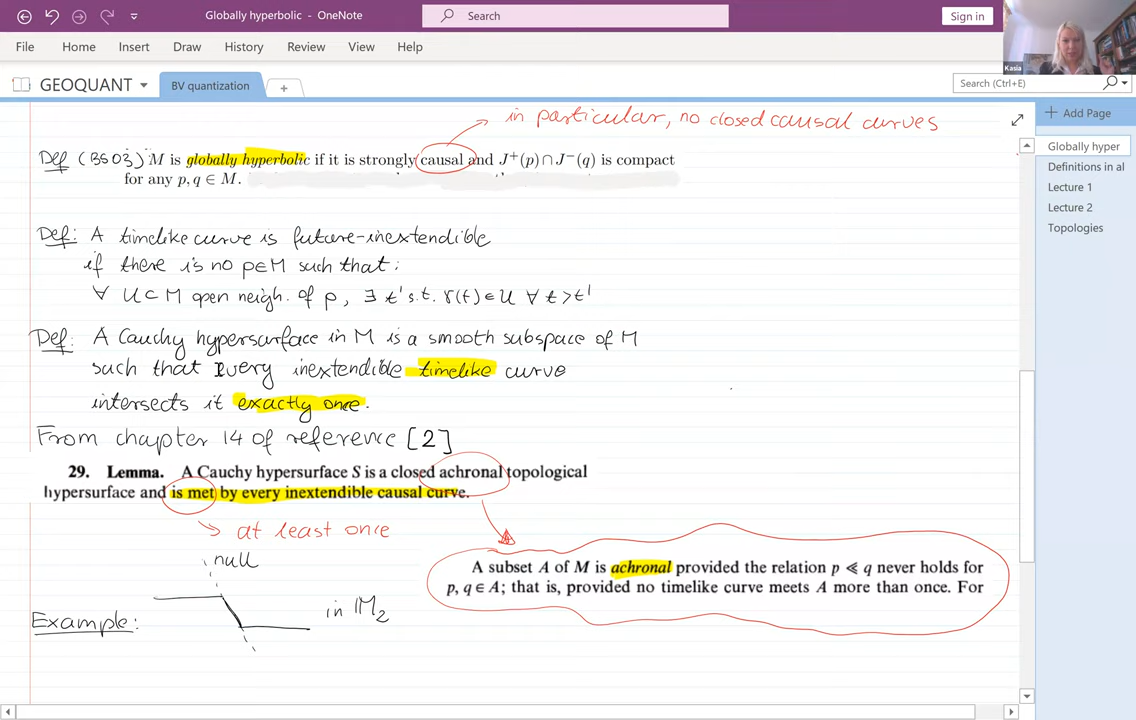 Globally hyperbolic - OneNote
Search
Sign in
File Home Insert Draw History Review View Help
Kasia
GEOQUANT
BV quantization
Search (Ctrl+E)
Add Page
Globally hyper
Definitions in al
Lecture 1
Lecture 2
Topologies
in particular, no closed causal curves
Def (BS03) M is globally hyperbolic if it is strongly causal and J⁺(p)∩J⁻(q) is compact
for any p, q ∈ M.
Def: A timelike curve is future-inextendible
if there is no p∈M such that:
∀ U⊂M open neigh. of p, ∃ t' s.t. γ(t)∈U ∀ t>t'
Def: A Cauchy hypersurface in M is a smooth subspace of M
such that every inextendible timelike curve
intersects it exactly once.
From chapter 14 of reference [2]
29. Lemma. A Cauchy hypersurface S is a closed achronal topological
hypersurface and is met by every inextendible causal curve.
at least once
null
Example:
in IM₂
A subset A of M is achronal provided the relation p ≪ q never holds for
p, q ∈ A; that is, provided no timelike curve meets A more than once. For